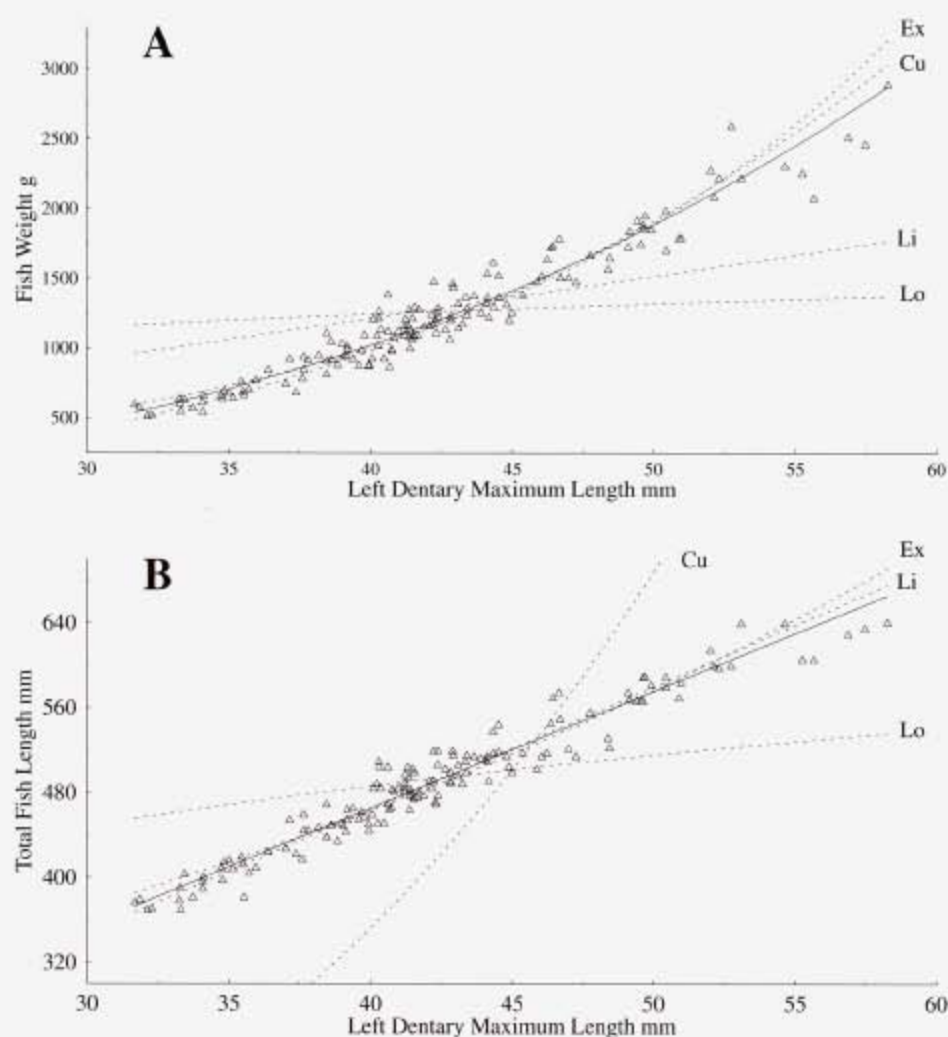 A
Ex
Cu
3000
2500
2000
1500
1000
500
Fish Weight g
Li
Lo
30 35 40 45 50 55 60
Left Dentary Maximum Length mm
B
Cu
Ex
Li
Lo
640
560
480
400
320
Total Fish Length mm
30 35 40 45 50 55 60
Left Dentary Maximum Length mm